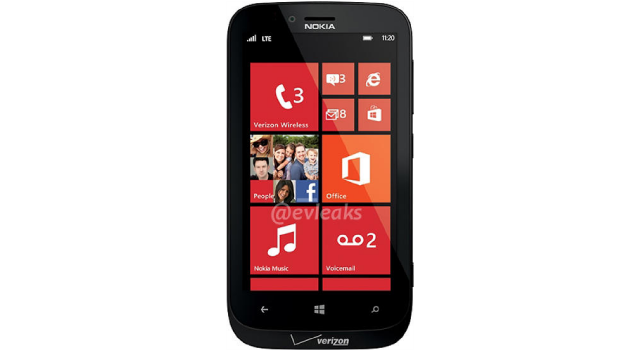 NOKIA
LTE 11:20
3
3
8
Verizon Wireless
People
f
Office
@evleaks
Nokia Music
2
Voicemail
verizon